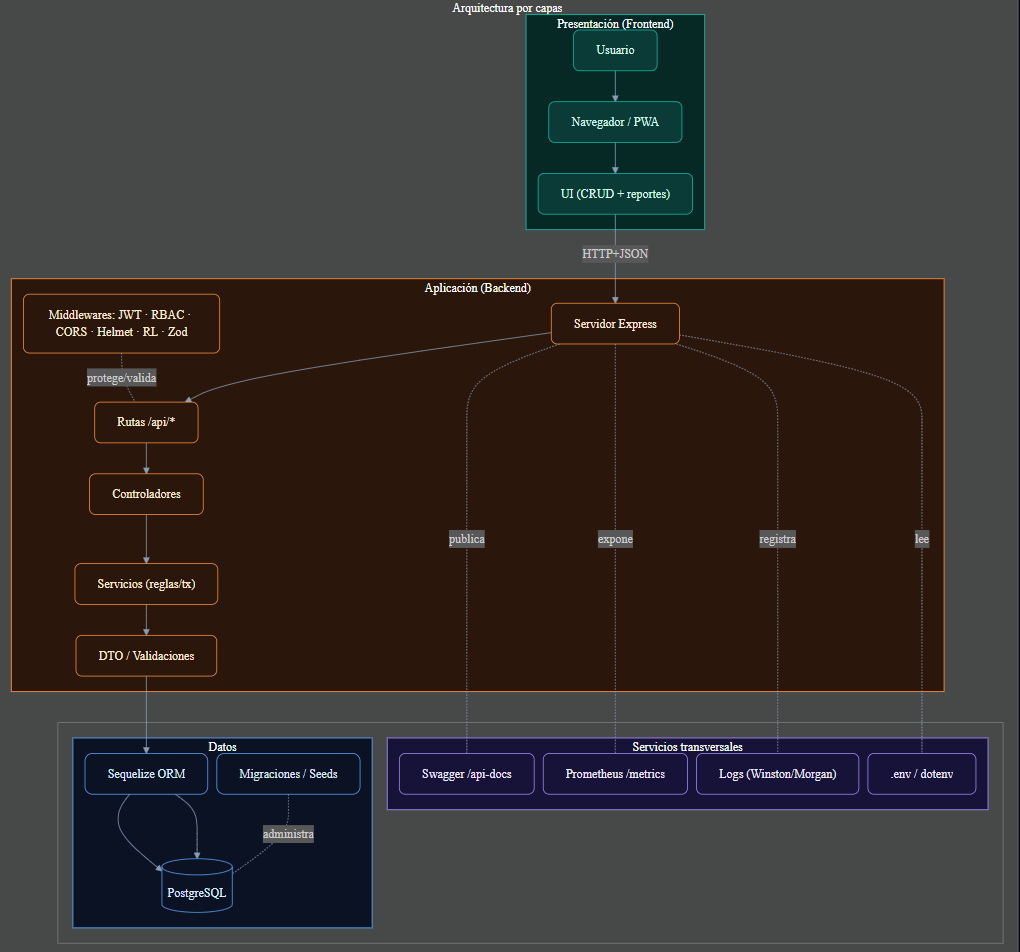 Arquitectura por capas
Presentación (Frontend)
Usuario
Navegador / PWA
UI (CRUD + reportes)
HTTP+JSON
Aplicación (Backend)
Middlewares: JWT · RBAC ·
CORS · Helmet · RL · Zod
Servidor Express
protege/valida
Rutas /api/*
Controladores
publica
expone
registra
lee
Servicios (reglas/tx)
DTO / Validaciones
Datos
Sequelize ORM
Migraciones / Seeds
administra
PostgreSQL
Servicios transversales
Swagger /api-docs
Prometheus /metrics
Logs (Winston/Morgan)
.env / dotenv